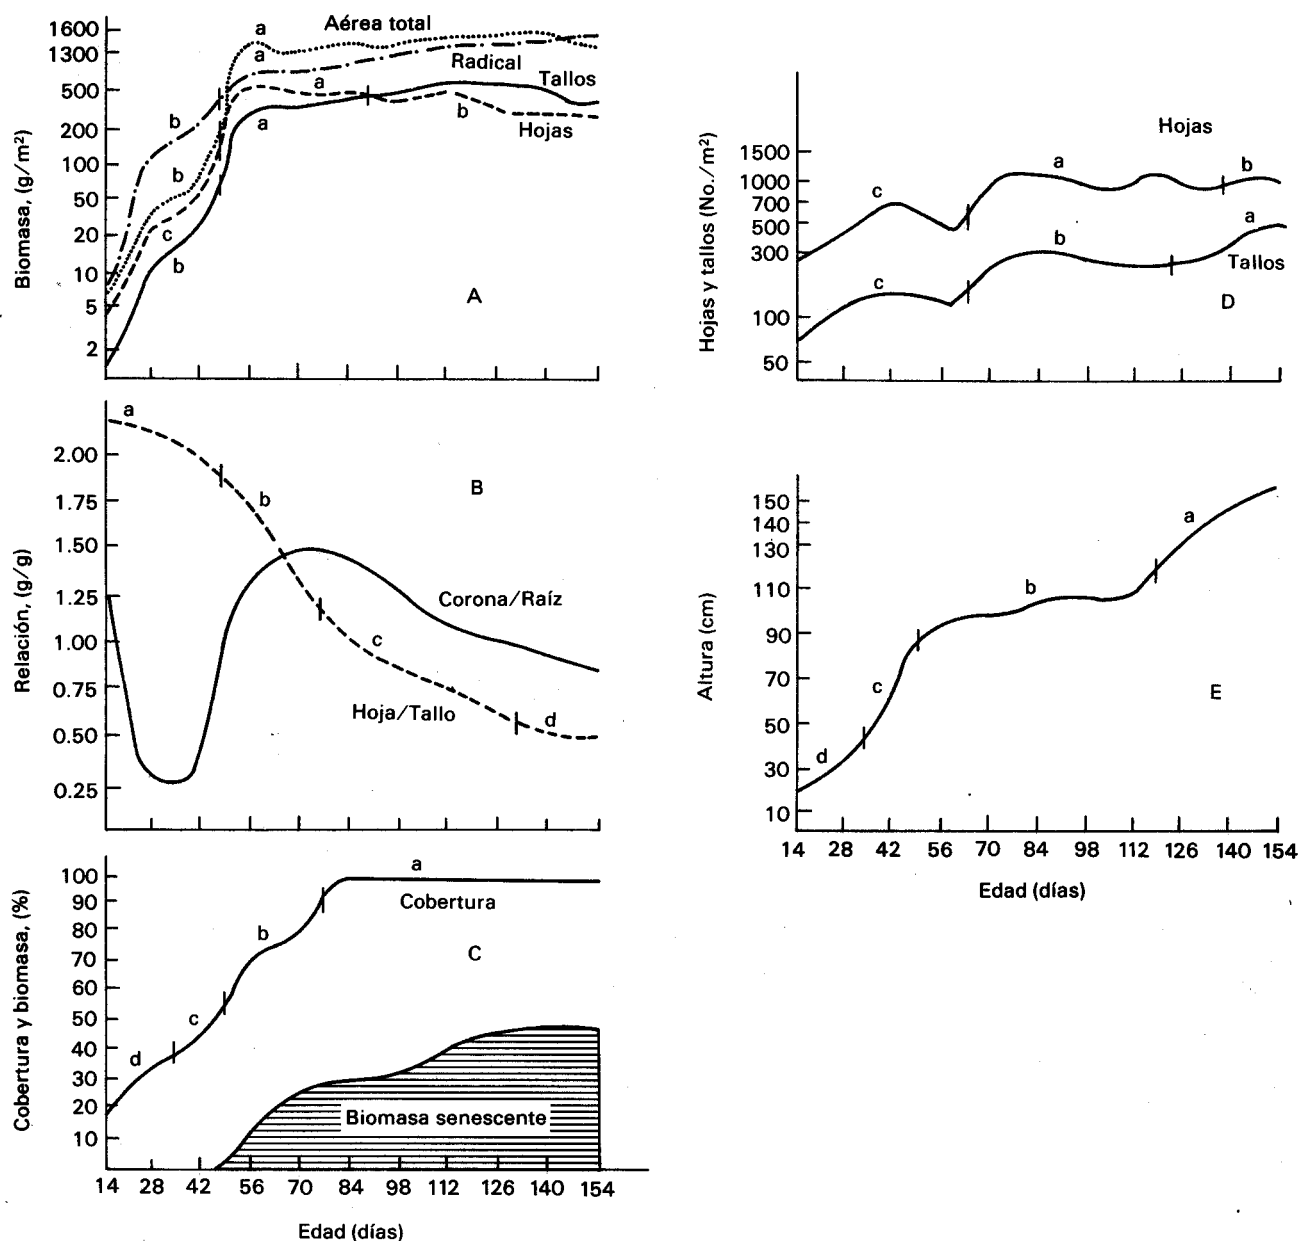 Biomasa, (g/m²)
1600
1300
500
200
100
50
20
10
5
2
a
Aérea total
a
Radical
a
Tallos
b
a
b
Hojas
b
c
b
A
Relación, (g/g)
2.00
1.75
1.50
1.25
1.00
0.75
0.50
0.25
a
b
B
Corona/Raíz
c
Hoja/Tallo
d
Cobertura y biomasa, (%)
100
90
80
70
60
50
40
30
20
10
a
Cobertura
b
C
c
d
Biomasa senescente
14 28 42 56 70 84 98 112 126 140 154
Edad (días)
Hojas y tallos (No./m²)
1500
1000
700
500
300
100
50
Hojas
c
a
b
a
b
Tallos
c
D
Altura (cm)
150
140
130
110
90
70
50
30
10
a
b
c
E
d
14 28 42 56 70 84 98 112 126 140 154
Edad (días)